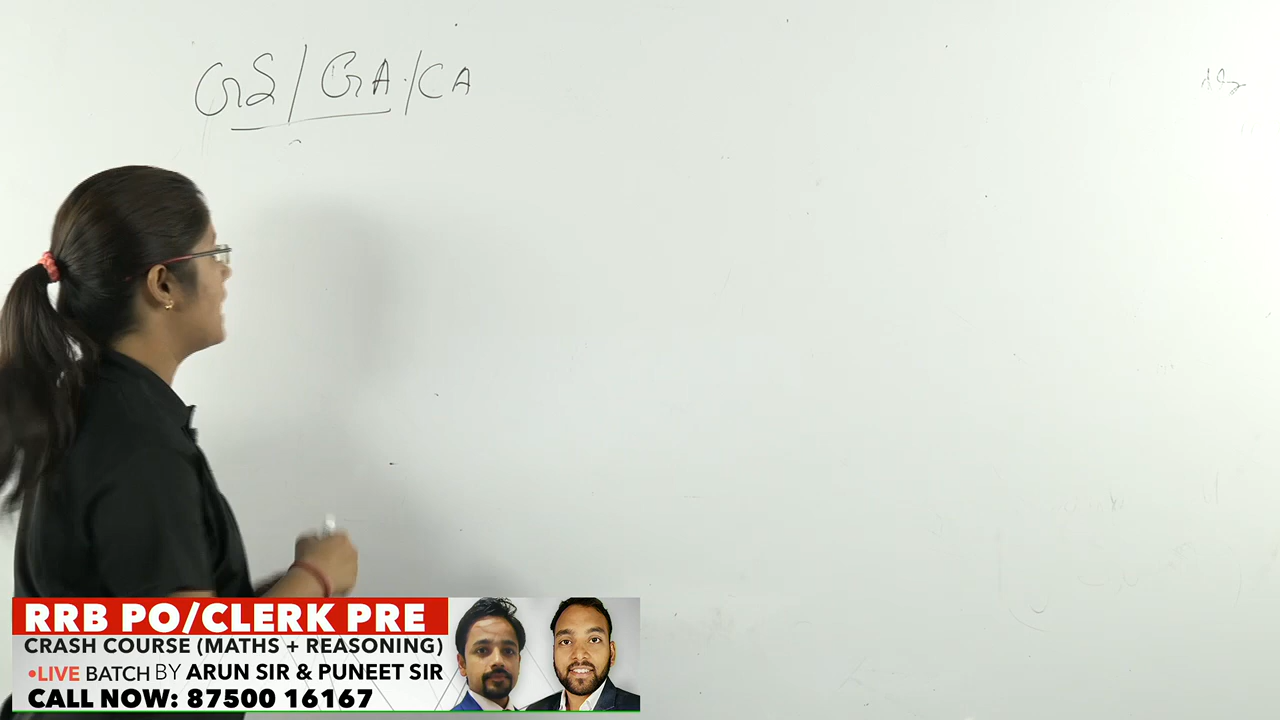 GS / GA / CA
RRB PO/CLERK PRE
CRASH COURSE (MATHS + REASONING)
•LIVE BATCH BY ARUN SIR & PUNEET SIR
CALL NOW: 87500 16167